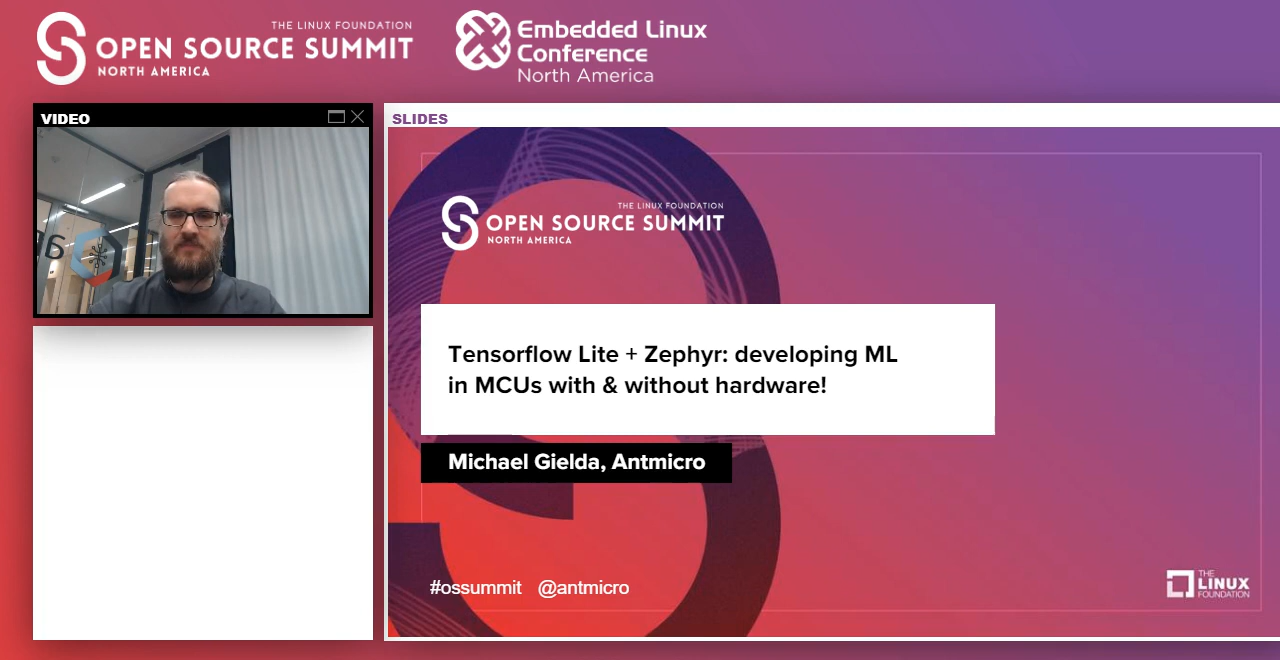 THE LINUX FOUNDATION
OPEN SOURCE SUMMIT
NORTH AMERICA
Embedded Linux
Conference
North America
VIDEO
SLIDES
THE LINUX FOUNDATION
OPEN SOURCE SUMMIT
NORTH AMERICA
Tensorflow Lite + Zephyr: developing ML
in MCUs with & without hardware!
Michael Gielda, Antmicro
#ossummit @antmicro
THE
LINUX
FOUNDATION